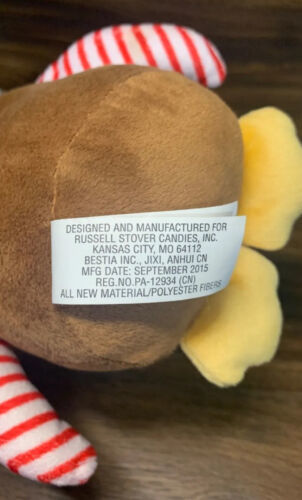 DESIGNED AND MANUFACTURED FOR
RUSSELL STOVER CANDIES, INC.
KANSAS CITY, MO 64112
BESTIA INC., JIXI, ANHUI CN
MFG DATE: SEPTEMBER 2015
REG.NO.PA-12934 (CN)
ALL NEW MATERIAL/POLYESTER FIBERS